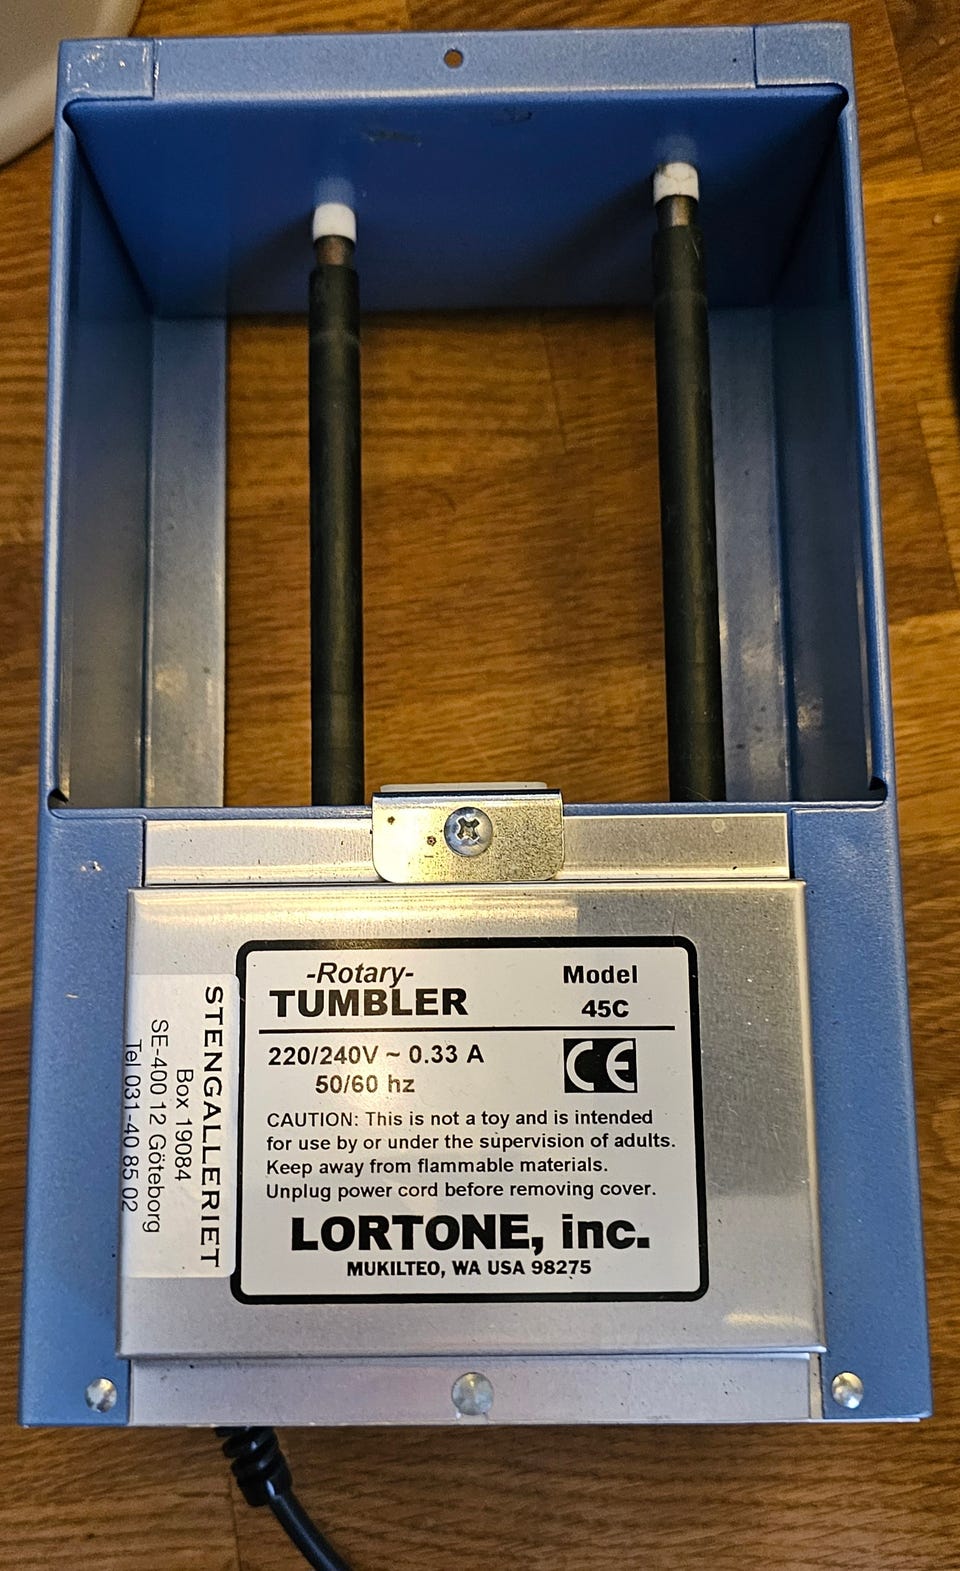 -Rotary-
TUMBLER
Model
45C
220/240V ~ 0.33 A
50/60 hz
CE
CAUTION: This is not a toy and is intended
for use by or under the supervision of adults.
Keep away from flammable materials.
Unplug power cord before removing cover.
LORTONE, inc.
MUKILTEO, WA USA 98275
STENGALLERIET
Box 19084
SE-400 12 Göteborg
Tel 031-40 85 02